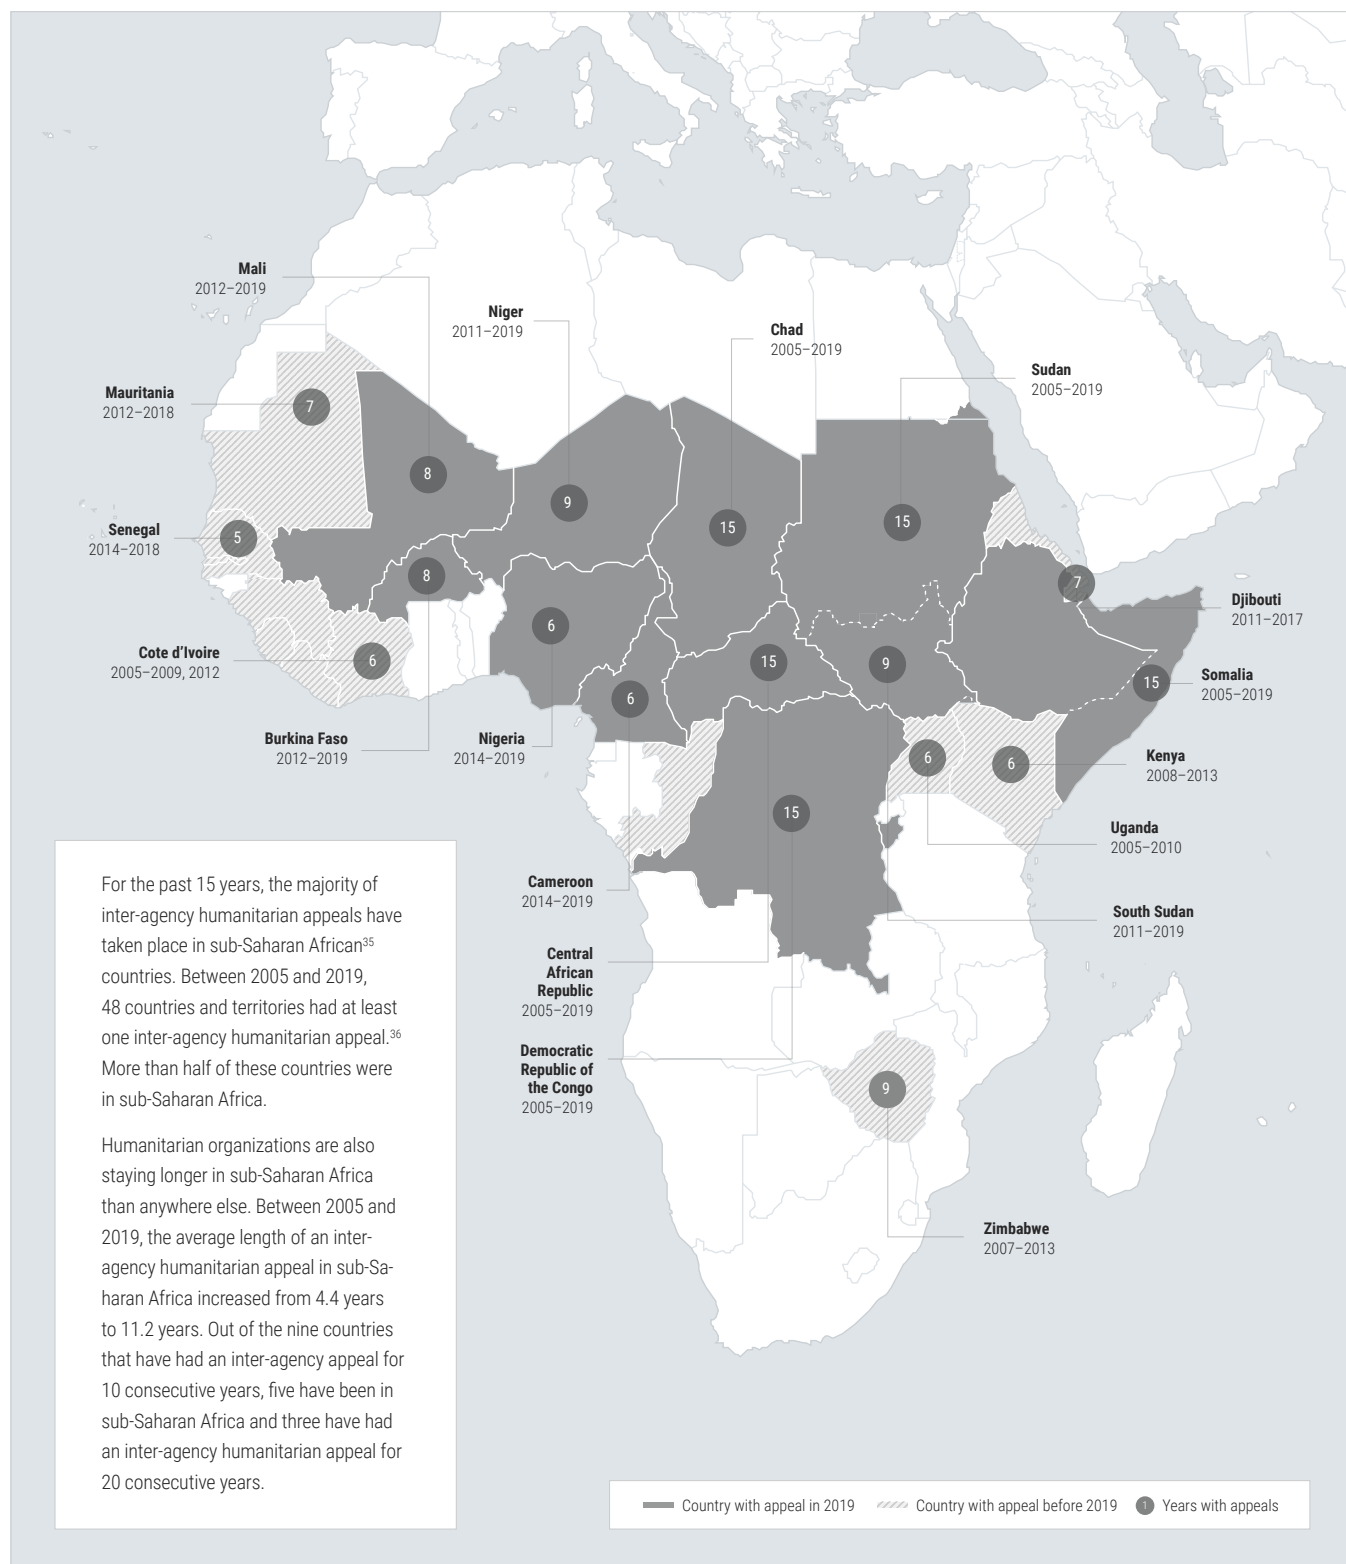 Mali
2012–2019
Niger
2011–2019
Chad
2005–2019
Sudan
2005–2019
Mauritania
2012–2018
7
8
9
15
15
Senegal
2014–2018
5
8
7
Djibouti
2011–2017
6
Cote d'Ivoire
2005–2009, 2012
6
15
9
15
Somalia
2005–2019
6
Burkina Faso
2012–2019
Nigeria
2014–2019
6
6
Kenya
2008–2013
15
Uganda
2005–2010
Cameroon
2014–2019
South Sudan
2011–2019
Central
African
Republic
2005–2019
Democratic
Republic of
the Congo
2005–2019
9
Zimbabwe
2007–2013
For the past 15 years, the majority of
inter-agency humanitarian appeals have
taken place in sub-Saharan African35
countries. Between 2005 and 2019,
48 countries and territories had at least
one inter-agency humanitarian appeal.36
More than half of these countries were
in sub-Saharan Africa.
Humanitarian organizations are also
staying longer in sub-Saharan Africa
than anywhere else. Between 2005 and
2019, the average length of an inter-
agency humanitarian appeal in sub-Sa-
haran Africa increased from 4.4 years
to 11.2 years. Out of the nine countries
that have had an inter-agency appeal for
10 consecutive years, five have been in
sub-Saharan Africa and three have had
an inter-agency humanitarian appeal for
20 consecutive years.
Country with appeal in 2019
Country with appeal before 2019
1 Years with appeals